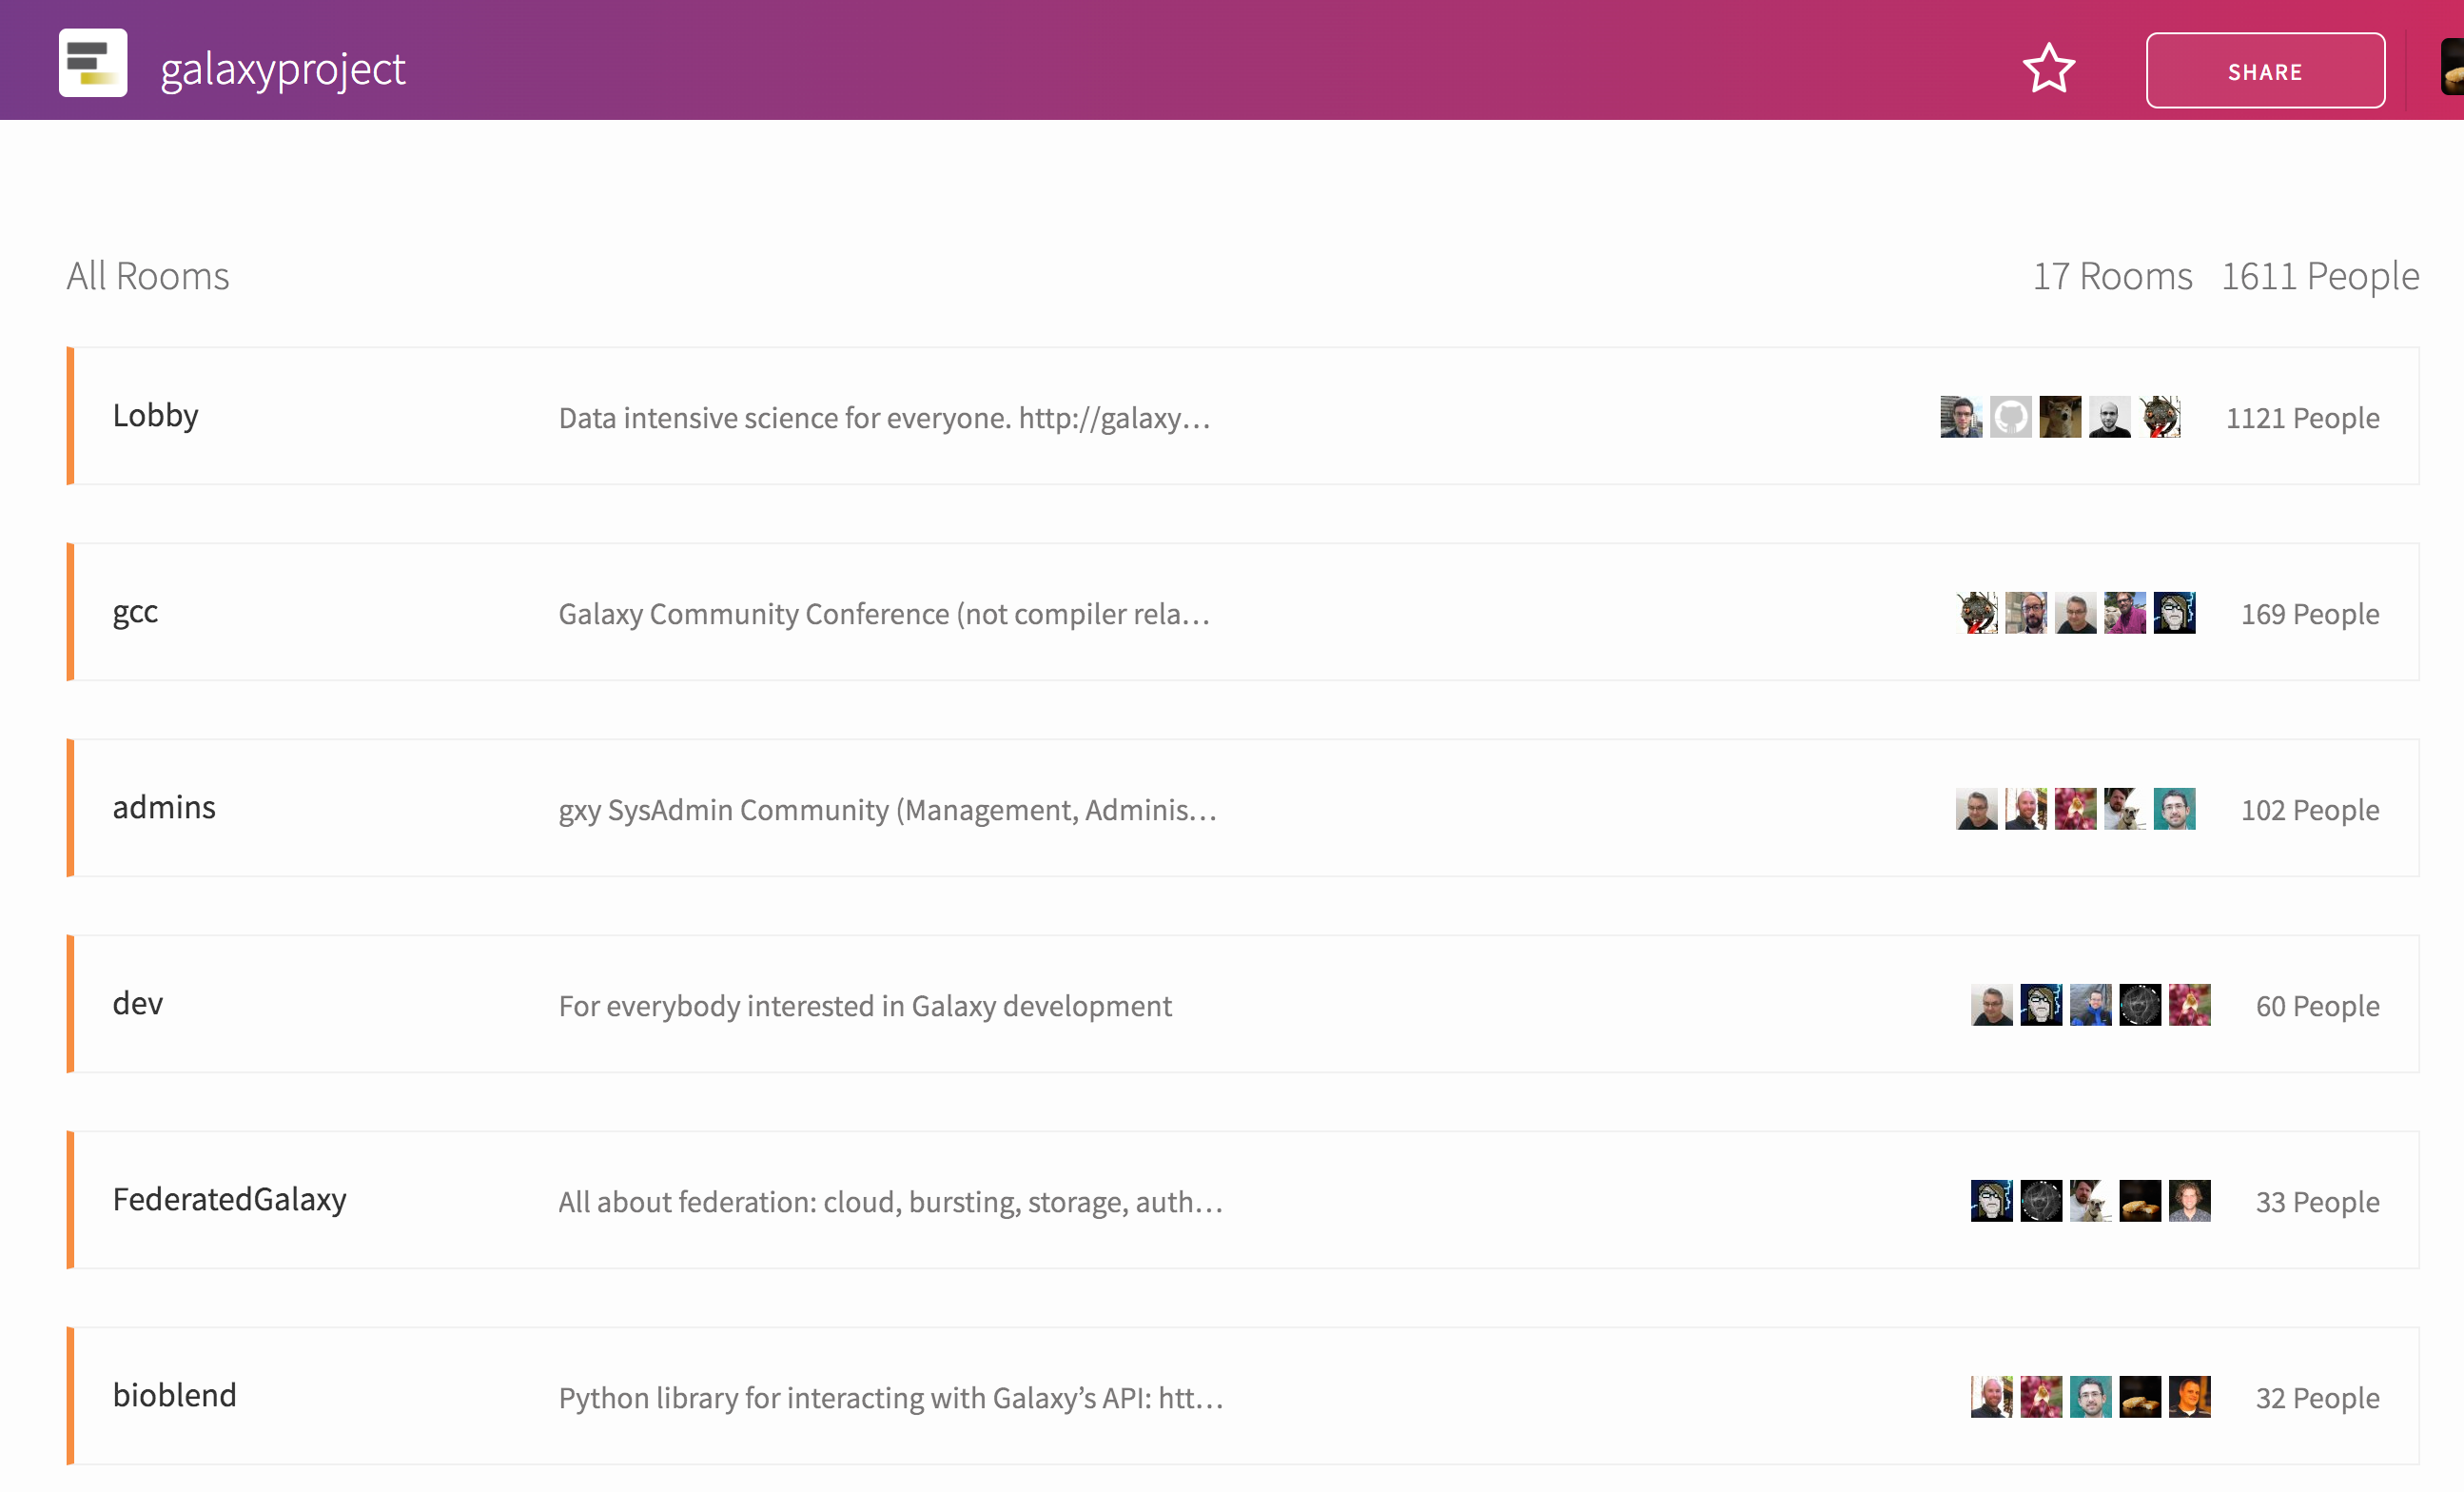 galaxyproject
SHARE
All Rooms
17 Rooms 1611 People
Lobby
Data intensive science for everyone. http://galaxy…
1121 People
gcc
Galaxy Community Conference (not compiler rela…
169 People
admins
gxy SysAdmin Community (Management, Adminis…
102 People
dev
For everybody interested in Galaxy development
60 People
FederatedGalaxy
All about federation: cloud, bursting, storage, auth…
33 People
bioblend
Python library for interacting with Galaxy’s API: htt…
32 People